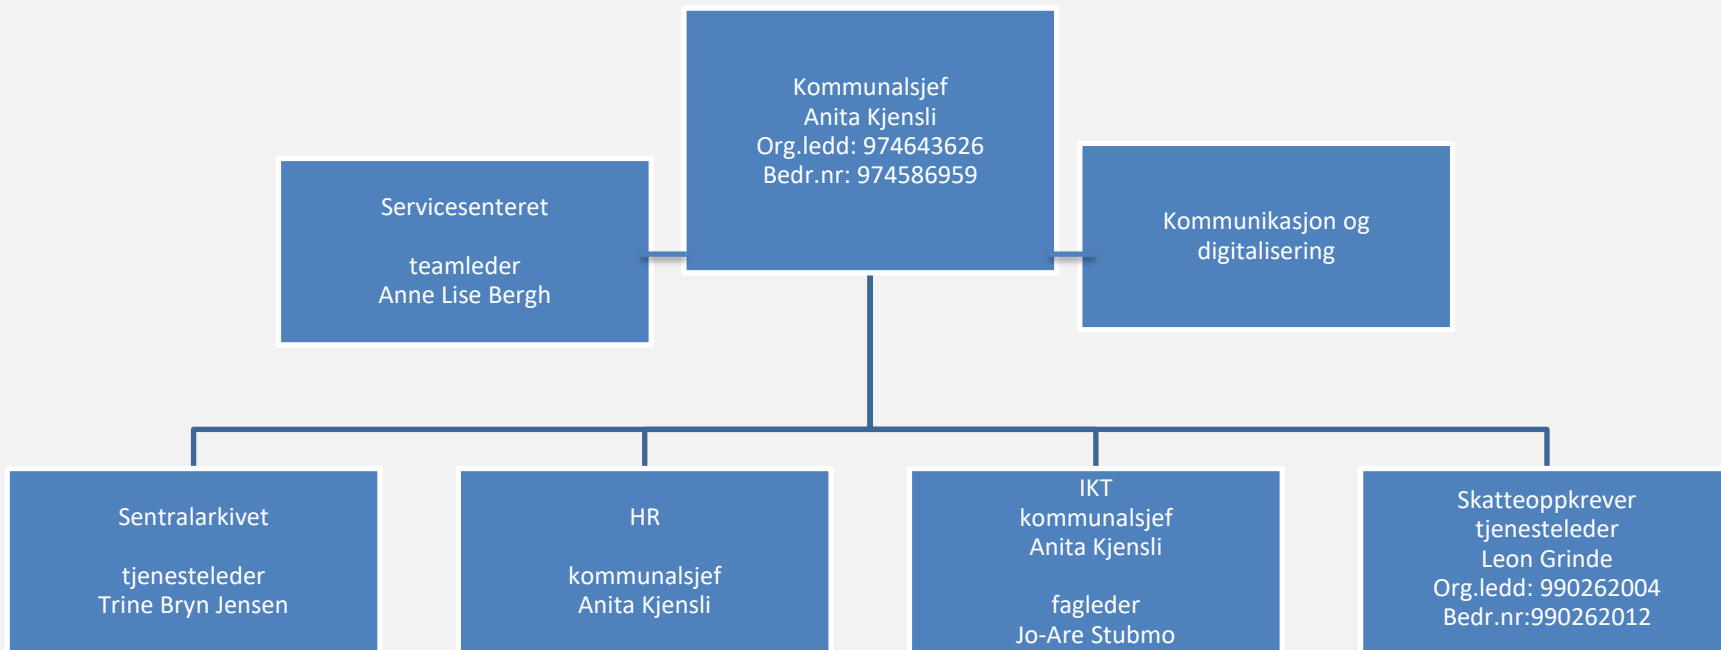 Kommunalsjef
Anita Kjensli
Org.ledd: 974643626
Bedr.nr: 974586959
Servicesenteret
teamleder
Anne Lise Bergh
Kommunikasjon og
digitalisering
Sentralarkivet
tjenesteleder
Trine Bryn Jensen
HR
kommunalsjef
Anita Kjensli
IKT
kommunalsjef
Anita Kjensli
fagleder
Jo-Are Stubmo
Skatteoppkrever
tjenesteleder
Leon Grinde
Org.ledd: 990262004
Bedr.nr:990262012